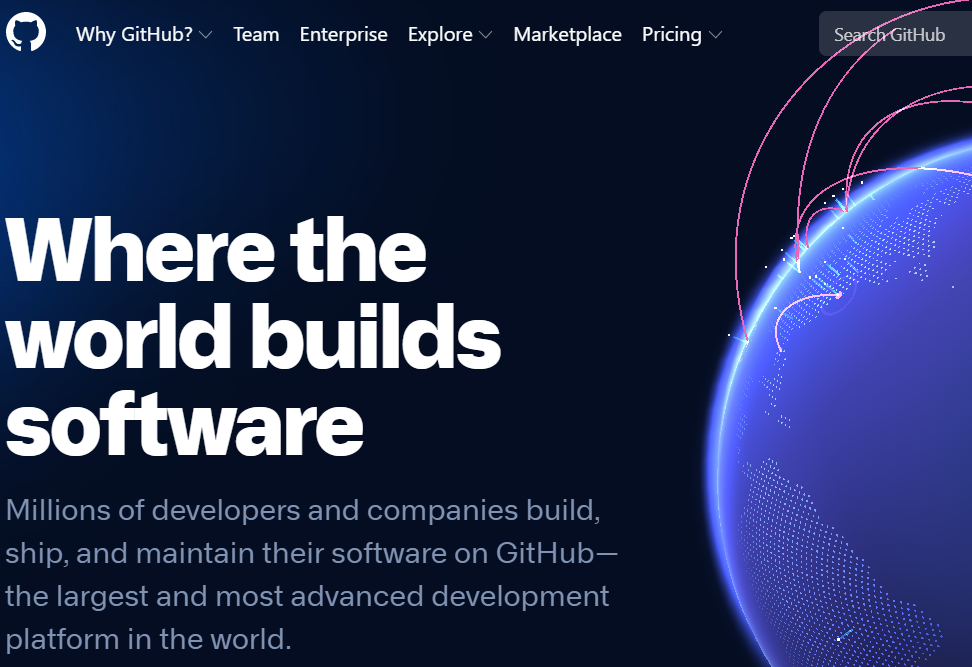 Why GitHub? Team Enterprise Explore Marketplace Pricing Search GitHub
Where the
world builds
software
Millions of developers and companies build,
ship, and maintain their software on GitHub—
the largest and most advanced development
platform in the world.